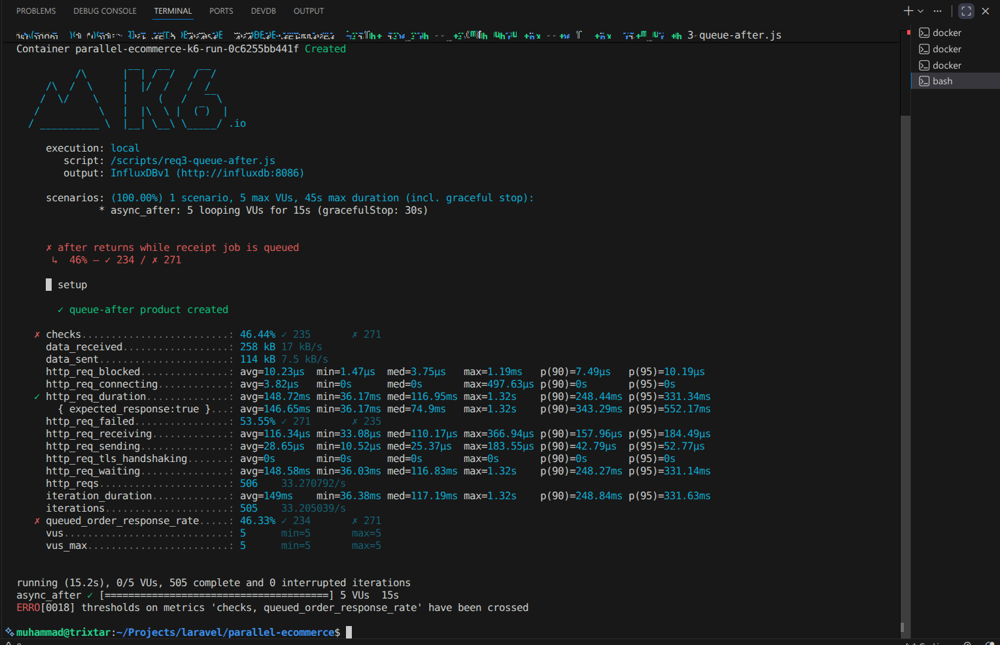 PROBLEMS DEBUG CONSOLE TERMINAL PORTS DEVDB OUTPUT
3-queue-after.js
docker
docker
docker
bash
Container parallel-ecommerce-k6-run-0c6255bb441f Created
.io
execution: local
script: /scripts/req3-queue-after.js
output: InfluxDBv1 (http://influxdb:8086)
scenarios: (100.00%) 1 scenario, 5 max VUs, 45s max duration (incl. graceful stop):
* async_after: 5 looping VUs for 15s (gracefulStop: 30s)
✗ after returns while receipt job is queued
↳ 46% — ✓ 234 / ✗ 271
█ setup
✓ queue-after product created
✗ checks.........................: 46.44% ✓ 235 ✗ 271
data_received..................: 258 kB 17 kB/s
data_sent......................: 114 kB 7.5 kB/s
http_req_blocked...............: avg=10.23µs min=1.47µs med=3.75µs max=1.19ms p(90)=7.49µs p(95)=10.19µs
http_req_connecting............: avg=3.82µs min=0s med=0s max=497.63µs p(90)=0s p(95)=0s
✓ http_req_duration..............: avg=148.72ms min=36.17ms med=116.95ms max=1.32s p(90)=248.44ms p(95)=331.34ms
{ expected_response:true }...: avg=146.65ms min=36.17ms med=74.9ms max=1.32s p(90)=343.29ms p(95)=552.17ms
http_req_failed................: 53.55% ✓ 271 ✗ 235
http_req_receiving.............: avg=116.34µs min=33.08µs med=110.17µs max=366.94µs p(90)=157.96µs p(95)=184.49µs
http_req_sending...............: avg=28.65µs min=10.52µs med=25.37µs max=183.55µs p(90)=42.79µs p(95)=52.77µs
http_req_tls_handshaking.......: avg=0s min=0s med=0s max=0s p(90)=0s p(95)=0s
http_req_waiting...............: avg=148.58ms min=36.03ms med=116.83ms max=1.32s p(90)=248.27ms p(95)=331.14ms
http_reqs......................: 506 33.270792/s
iteration_duration.............: avg=149ms min=36.38ms med=117.19ms max=1.32s p(90)=248.84ms p(95)=331.63ms
iterations.....................: 505 33.205039/s
✗ queued_order_response_rate.....: 46.33% ✓ 234 ✗ 271
vus............................: 5 min=5 max=5
vus_max........................: 5 min=5 max=5
running (15.2s), 0/5 VUs, 505 complete and 0 interrupted iterations
async_after ✓ [======================================] 5 VUs 15s
ERRO[0018] thresholds on metrics 'checks, queued_order_response_rate' have been crossed
muhammad@trixtar:~/Projects/laravel/parallel-ecommerce$